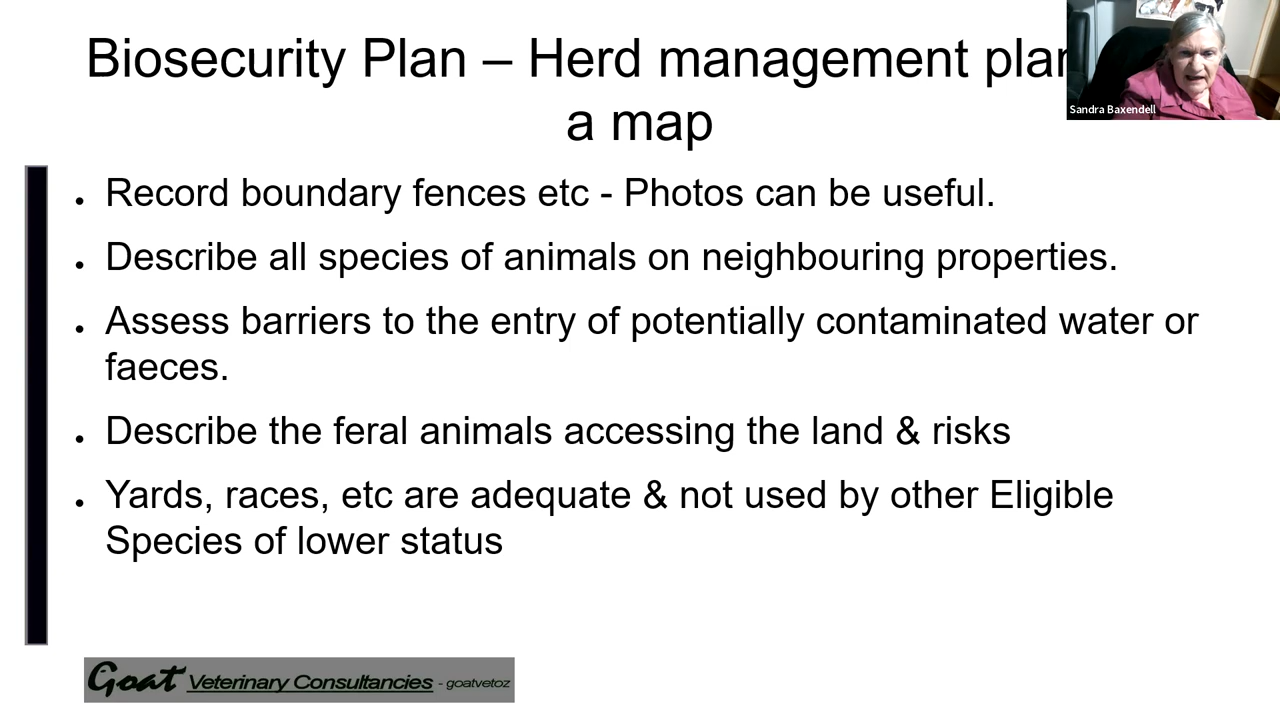 Biosecurity Plan – Herd management plan
a map
Sandra Baxendell
• Record boundary fences etc - Photos can be useful.
• Describe all species of animals on neighbouring properties.
• Assess barriers to the entry of potentially contaminated water or
faeces.
• Describe the feral animals accessing the land & risks
• Yards, races, etc are adequate & not used by other Eligible
Species of lower status
Goat Veterinary Consultancies - goatvetoz